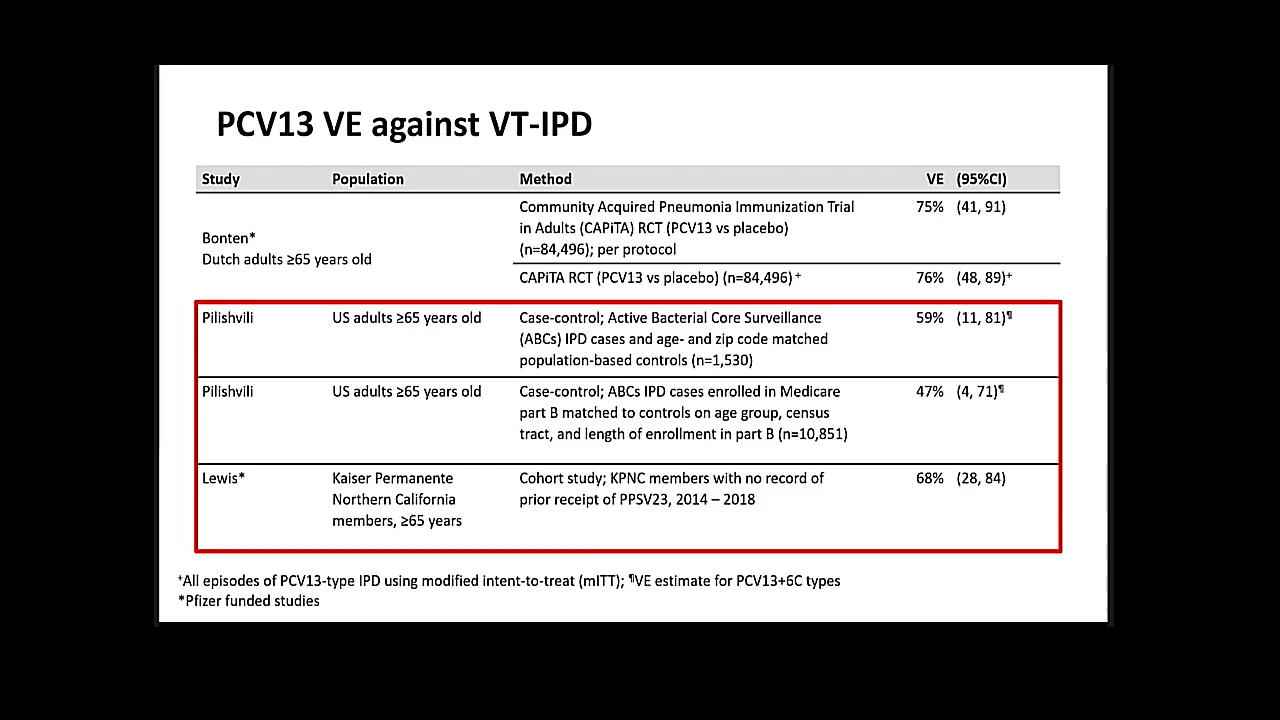 PCV13 VE against VT-IPD
Study Population Method VE (95%CI)
Bonten*
Dutch adults ≥65 years old
Community Acquired Pneumonia Immunization Trial 75% (41, 91)
in Adults (CAPiTA) RCT (PCV13 vs placebo)
(n=84,496); per protocol
CAPiTA RCT (PCV13 vs placebo) (n=84,496)⁺ 76% (48, 89)⁺
Pilishvili US adults ≥65 years old Case-control; Active Bacterial Core Surveillance 59% (11, 81)¶
(ABCs) IPD cases and age- and zip code matched
population-based controls (n=1,530)
Pilishvili US adults ≥65 years old Case-control; ABCs IPD cases enrolled in Medicare 47% (4, 71)¶
part B matched to controls on age group, census
tract, and length of enrollment in part B (n=10,851)
Lewis* Kaiser Permanente Cohort study; KPNC members with no record of 68% (28, 84)
Northern California prior receipt of PPSV23, 2014 – 2018
members, ≥65 years
⁺All episodes of PCV13-type IPD using modified intent-to-treat (mITT); ¶VE estimate for PCV13+6C types
*Pfizer funded studies